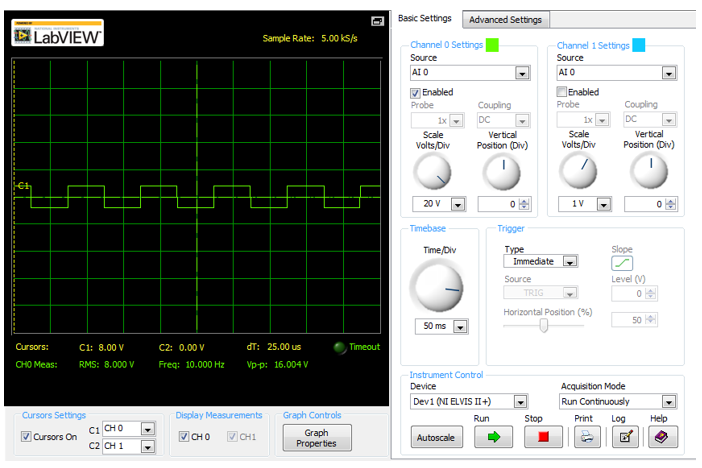 LabVIEW
Sample Rate: 5.00 kS/s
C1
Cursors: C1: 8.00 V C2: 0.00 V dT: 25.00 us Timeout
CH0 Meas: RMS: 8.000 V Freq: 10.000 Hz Vp-p: 16.004 V
Cursors Settings
Cursors On
C1 CH 0
C2 CH 1
Display Measurements
CH 0 CH1
Graph Controls
Graph
Properties
Basic Settings Advanced Settings
Channel 0 Settings
Source
AI 0
Enabled
Probe Coupling
1x DC
Scale Vertical
Volts/Div Position (Div)
20 V 0
Channel 1 Settings
Source
AI 0
Enabled
Probe Coupling
1x DC
Scale Vertical
Volts/Div Position (Div)
1 V 0
Timebase
Time/Div
50 ms
Trigger
Type Slope
Immediate
Source Level (V)
TRIG 0
Horizontal Position (%)
50
Instrument Control
Device Acquisition Mode
Dev1 (NI ELVIS II+) Run Continuously
Run Stop Print Log Help
Autoscale